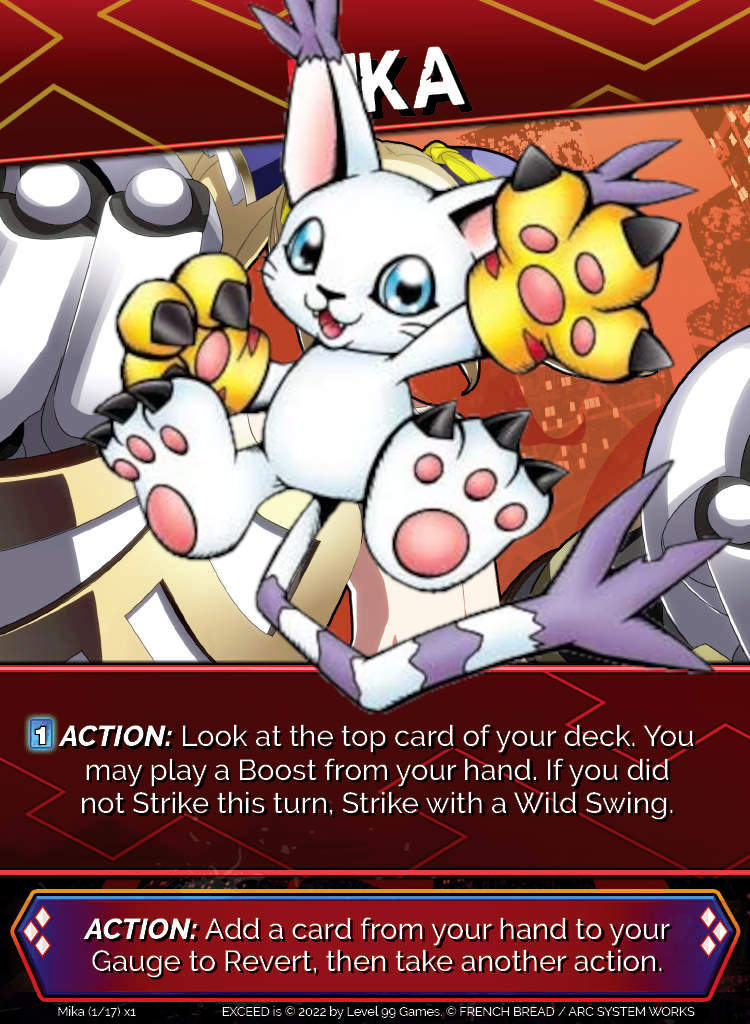 MIKA
1 ACTION: Look at the top card of your deck. You
may play a Boost from your hand. If you did
not Strike this turn, Strike with a Wild Swing.
ACTION: Add a card from your hand to your
Gauge to Revert, then take another action.
Mika (1/17) x1 EXCEED is © 2022 by Level 99 Games. © FRENCH BREAD / ARC SYSTEM WORKS